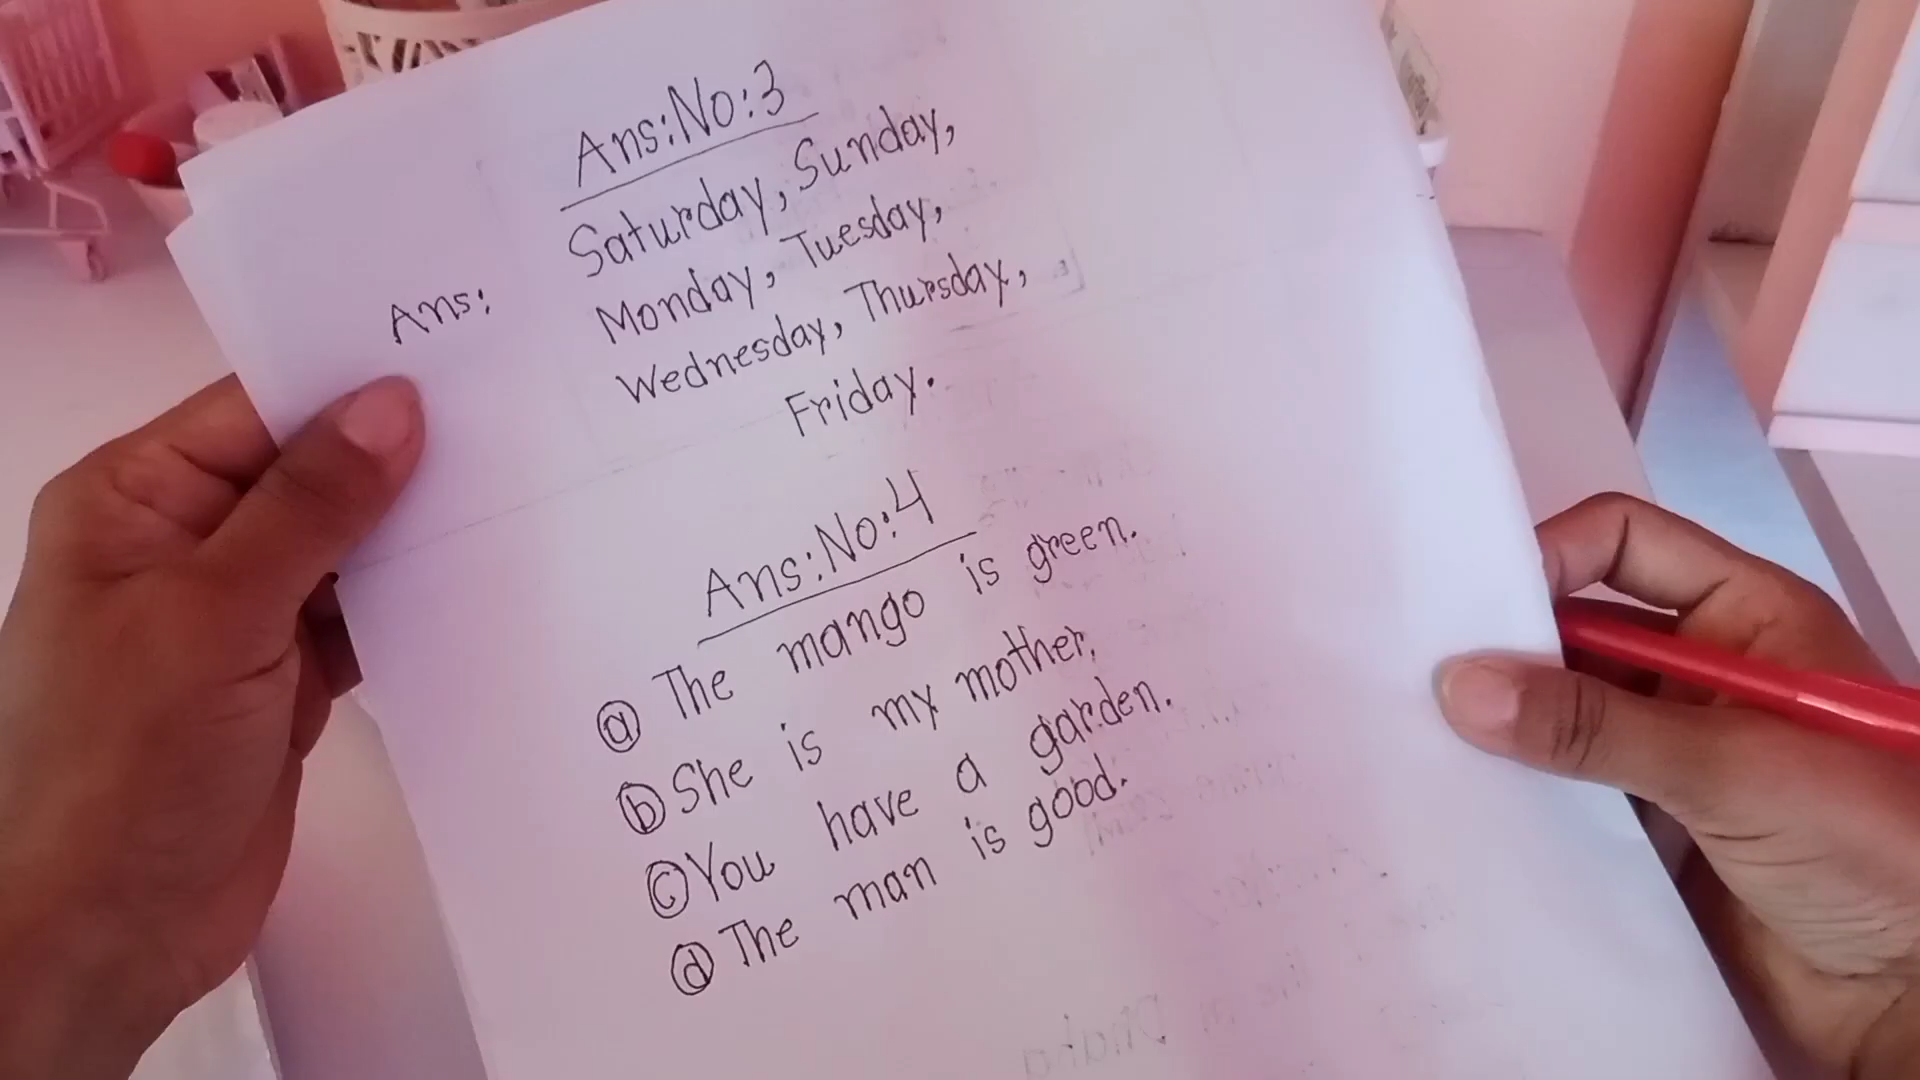 Ans:No:3
Saturday, Sunday,
Monday, Tuesday,
Ans:
Wednesday, Thursday,
Friday.
Ans:No:4
ⓐ The mango is green.
ⓑ She is my mother.
ⓒ You have a garden.
ⓓ The man is good.